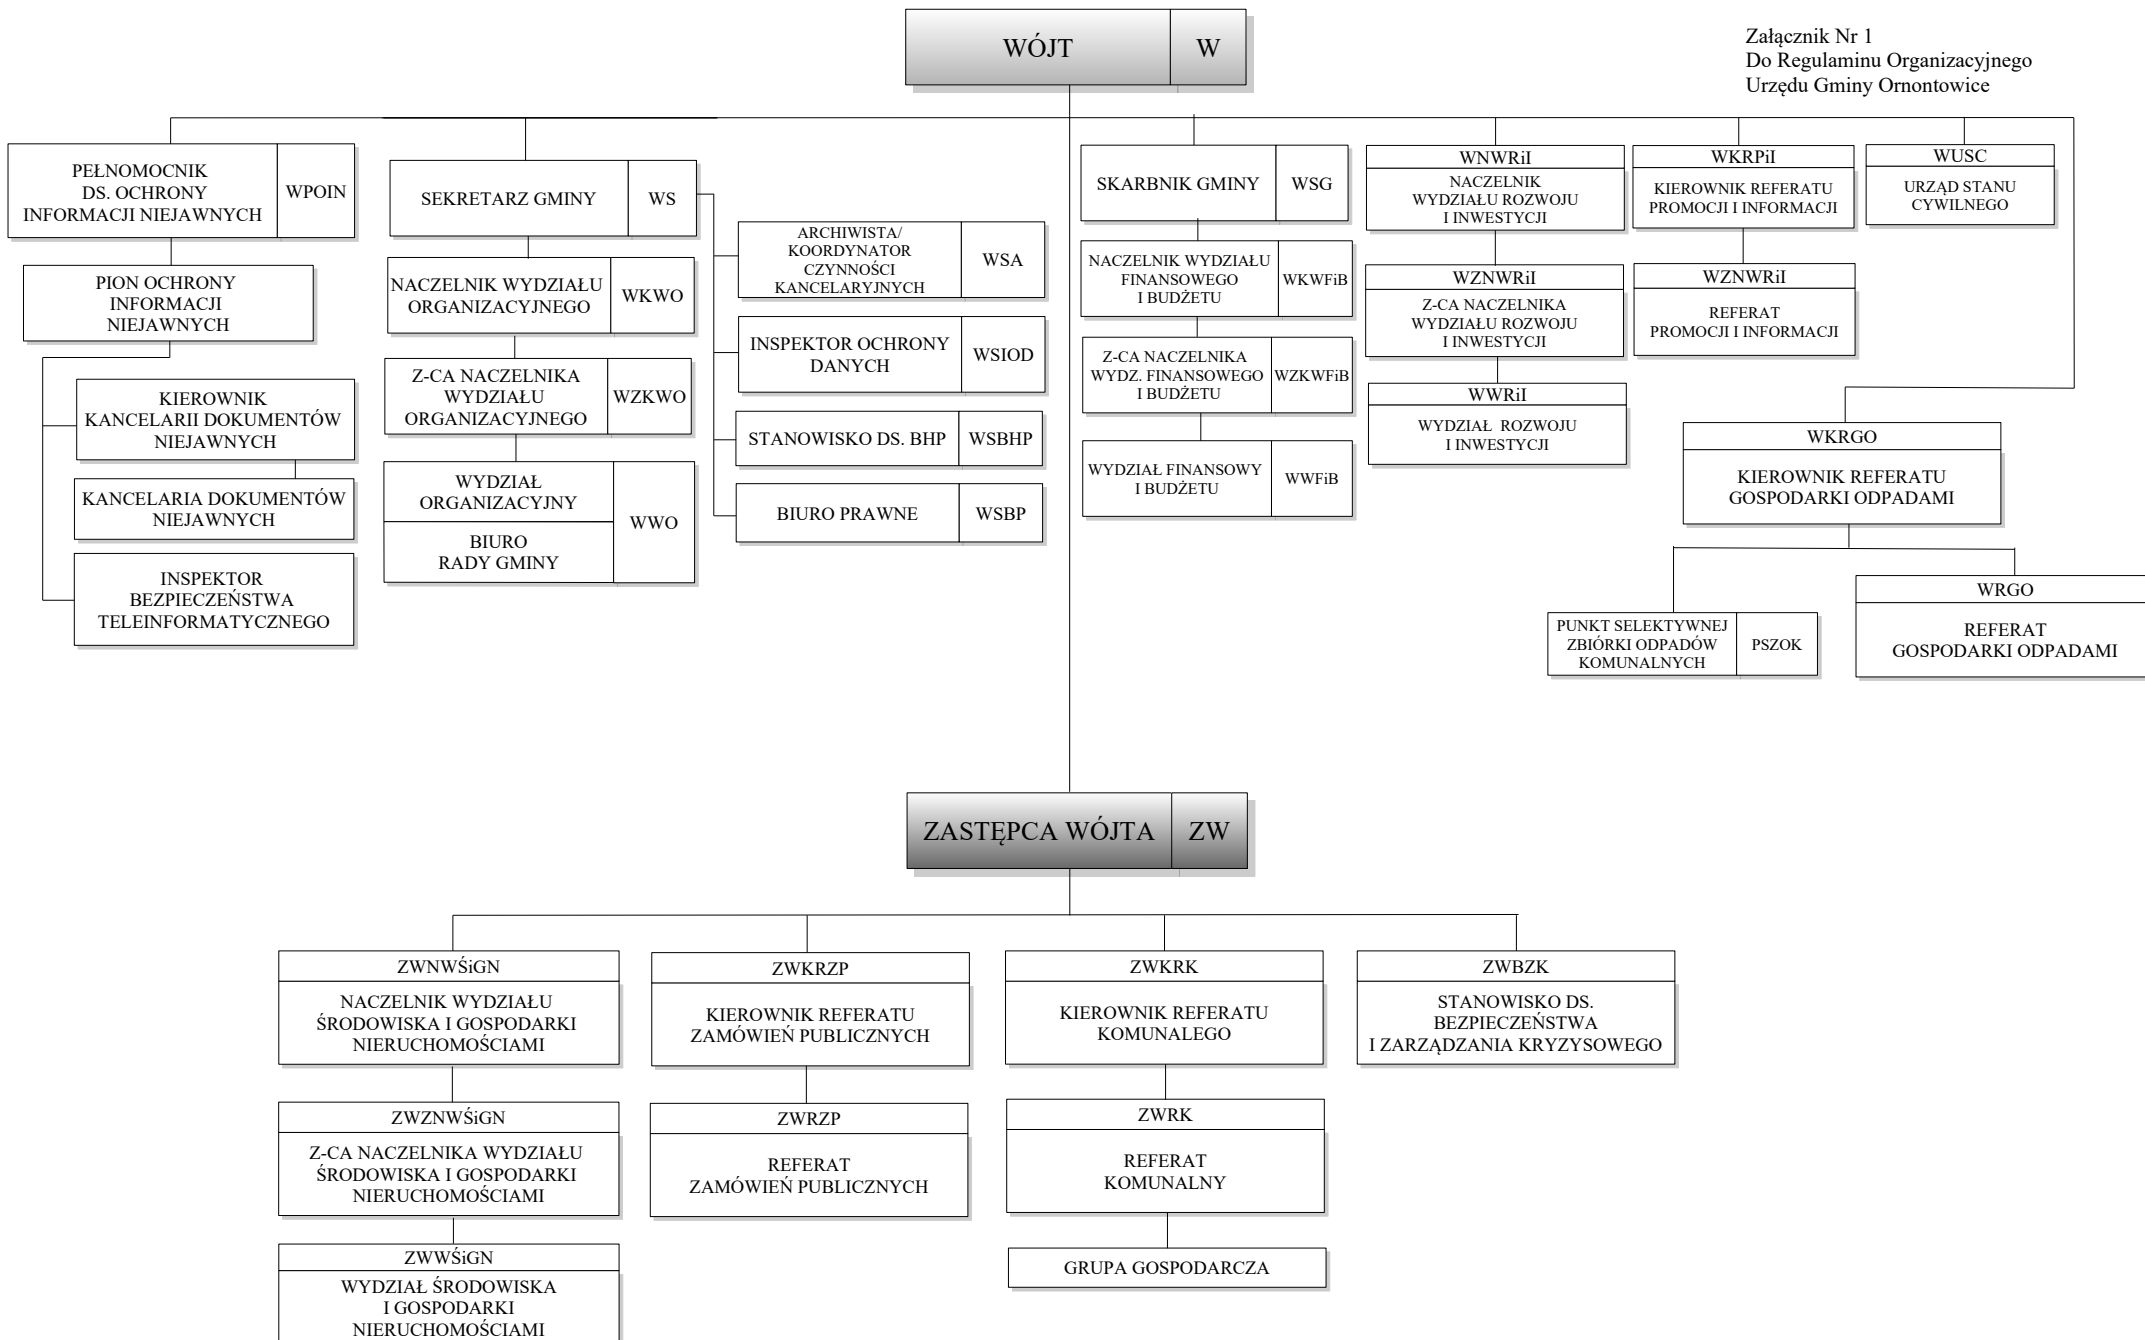 WÓJT
W
Załącznik Nr 1
Do Regulaminu Organizacyjnego
Urzędu Gminy Ornontowice
PEŁNOMOCNIK
DS. OCHRONY
INFORMACJI NIEJAWNYCH
WPOIN
PION OCHRONY
INFORMACJI
NIEJAWNYCH
KIEROWNIK
KANCELARII DOKUMENTÓW
NIEJAWNYCH
KANCELARIA DOKUMENTÓW
NIEJAWNYCH
INSPEKTOR
BEZPIECZEŃSTWA
TELEINFORMATYCZNEGO
SEKRETARZ GMINY
WS
NACZELNIK WYDZIAŁU
ORGANIZACYJNEGO
WKWO
Z-CA NACZELNIKA
WYDZIAŁU
ORGANIZACYJNEGO
WZKWO
WYDZIAŁ
ORGANIZACYJNY
BIURO
RADY GMINY
WWO
ARCHIWISTA/
KOORDYNATOR
CZYNNOŚCI
KANCELARYJNYCH
WSA
INSPEKTOR OCHRONY
DANYCH
WSIOD
STANOWISKO DS. BHP
WSBHP
BIURO PRAWNE
WSBP
SKARBNIK GMINY
WSG
NACZELNIK WYDZIAŁU
FINANSOWEGO
I BUDŻETU
WKWFiB
Z-CA NACZELNIKA
WYDZ. FINANSOWEGO
I BUDŻETU
WZKWFiB
WYDZIAŁ FINANSOWY
I BUDŻETU
WWFiB
WNWRiI
NACZELNIK
WYDZIAŁU ROZWOJU
I INWESTYCJI
WZNWRiI
Z-CA NACZELNIKA
WYDZIAŁU ROZWOJU
I INWESTYCJI
WWRiI
WYDZIAŁ ROZWOJU
I INWESTYCJI
WKRPiI
KIEROWNIK REFERATU
PROMOCJI I INFORMACJI
WZNWRiI
REFERAT
PROMOCJI I INFORMACJI
WUSC
URZĄD STANU
CYWILNEGO
WKRGO
KIEROWNIK REFERATU
GOSPODARKI ODPADAMI
PUNKT SELEKTYWNEJ
ZBIÓRKI ODPADÓW
KOMUNALNYCH
PSZOK
WRGO
REFERAT
GOSPODARKI ODPADAMI
ZASTĘPCA WÓJTA
ZW
ZWNWŚiGN
NACZELNIK WYDZIAŁU
ŚRODOWISKA I GOSPODARKI
NIERUCHOMOŚCIAMI
ZWZNWŚiGN
Z-CA NACZELNIKA WYDZIAŁU
ŚRODOWISKA I GOSPODARKI
NIERUCHOMOŚCIAMI
ZWWŚiGN
WYDZIAŁ ŚRODOWISKA
I GOSPODARKI
NIERUCHOMOŚCIAMI
ZWKRZP
KIEROWNIK REFERATU
ZAMÓWIEŃ PUBLICZNYCH
ZWRZP
REFERAT
ZAMÓWIEŃ PUBLICZNYCH
ZWKRK
KIEROWNIK REFERATU
KOMUNALEGO
ZWRK
REFERAT
KOMUNALNY
GRUPA GOSPODARCZA
ZWBZK
STANOWISKO DS.
BEZPIECZEŃSTWA
I ZARZĄDZANIA KRYZYSOWEGO